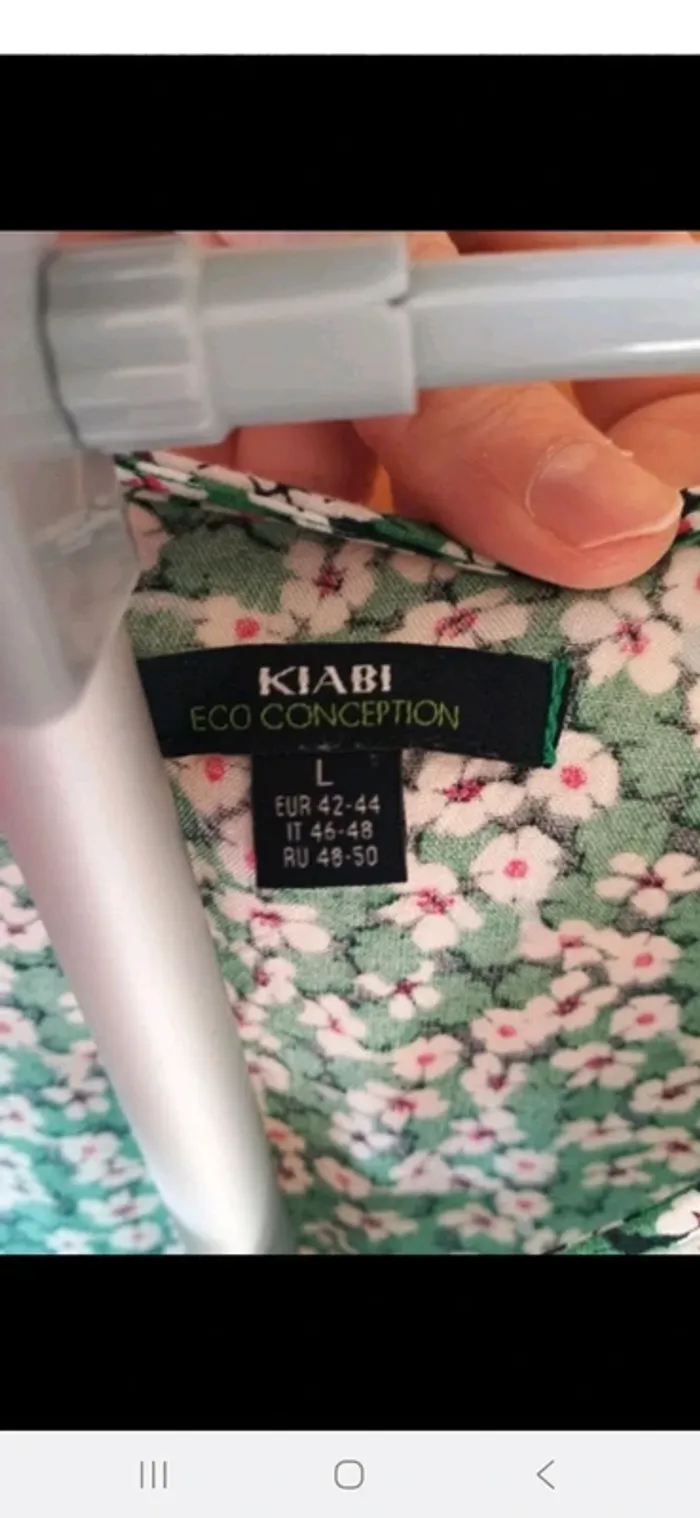 KIABI
ECO CONCEPTION
L
EUR 42-44
IT 46-48
RU 48-50